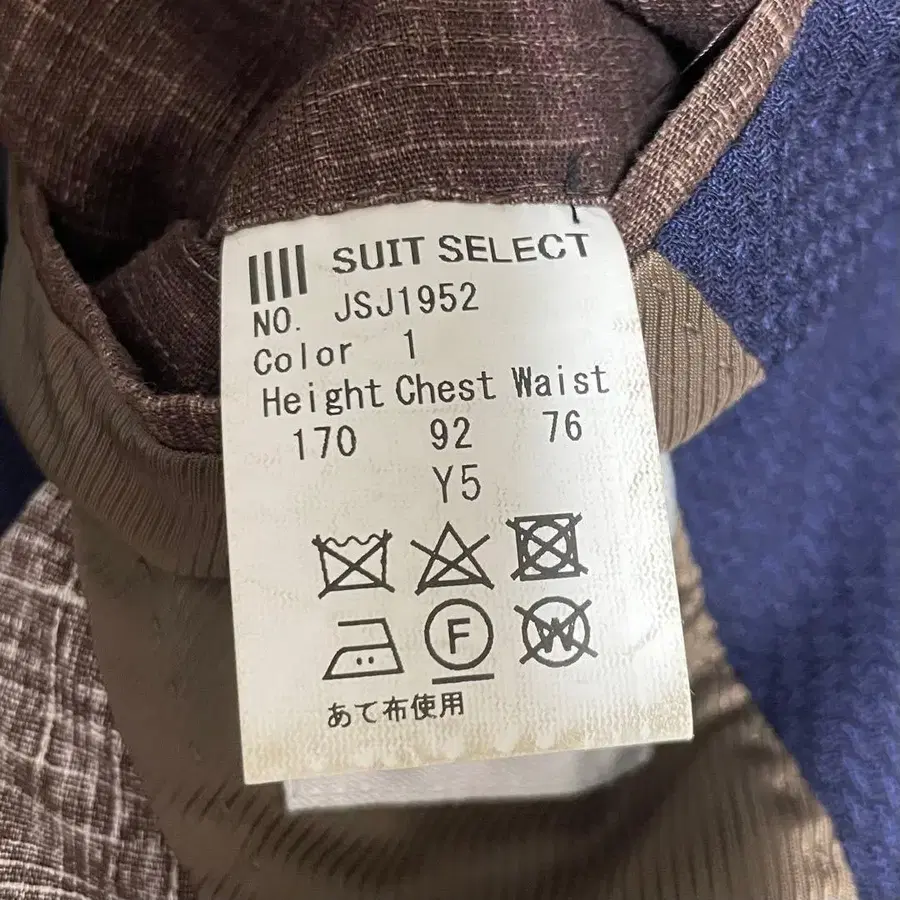 SUIT SELECT
NO. JSJ1952
Color 1
Height Chest Waist
170 92 76
Y5
F W
あて布使用